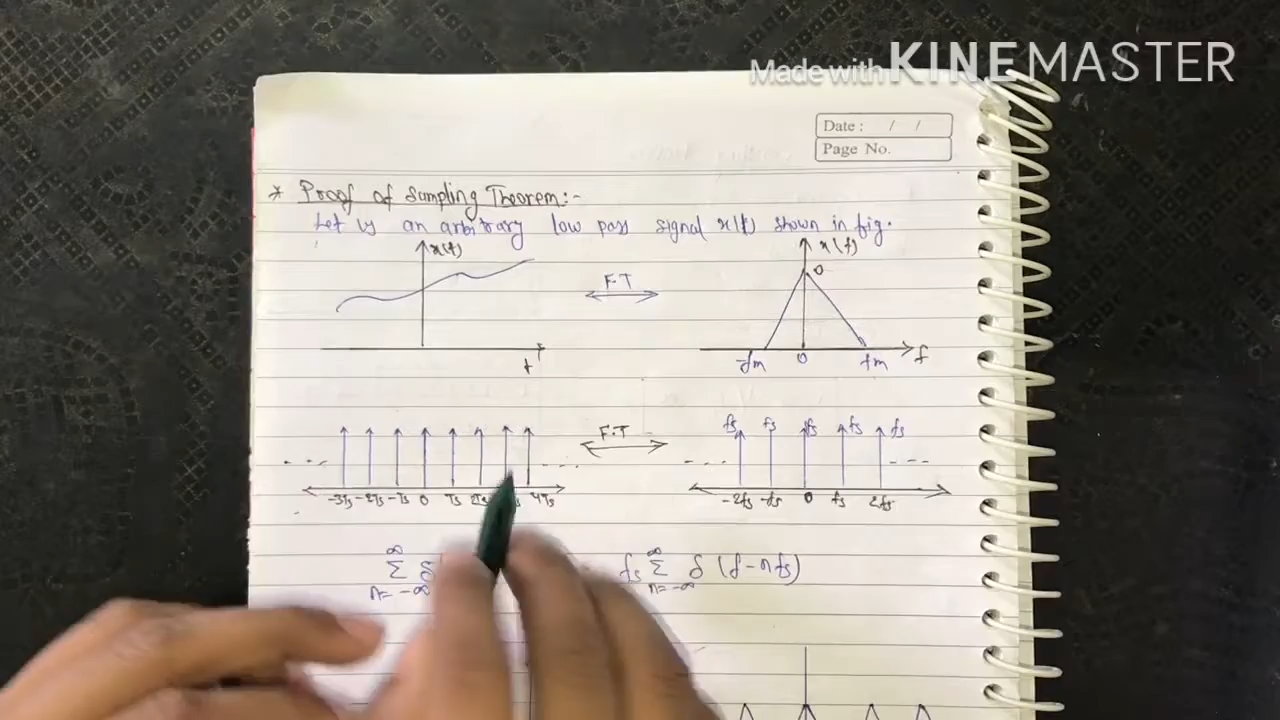 Made with KINEMASTER
Date : / /
Page No.
* Proof of Sampling Theorem:-
Let us an arbitrary low pass signal x(t) shown in fig.
x(t) x(f)
F.T
0
t -fm 0 fm f
F.T fs fs fs fs fs
-3Ts -2Ts -Ts 0 Ts 2Ts 4Ts -2fs -fs 0 fs 2fs
∞ ∑ n=-∞ δ fs ∞ ∑ n=-∞ δ (f-nfs)